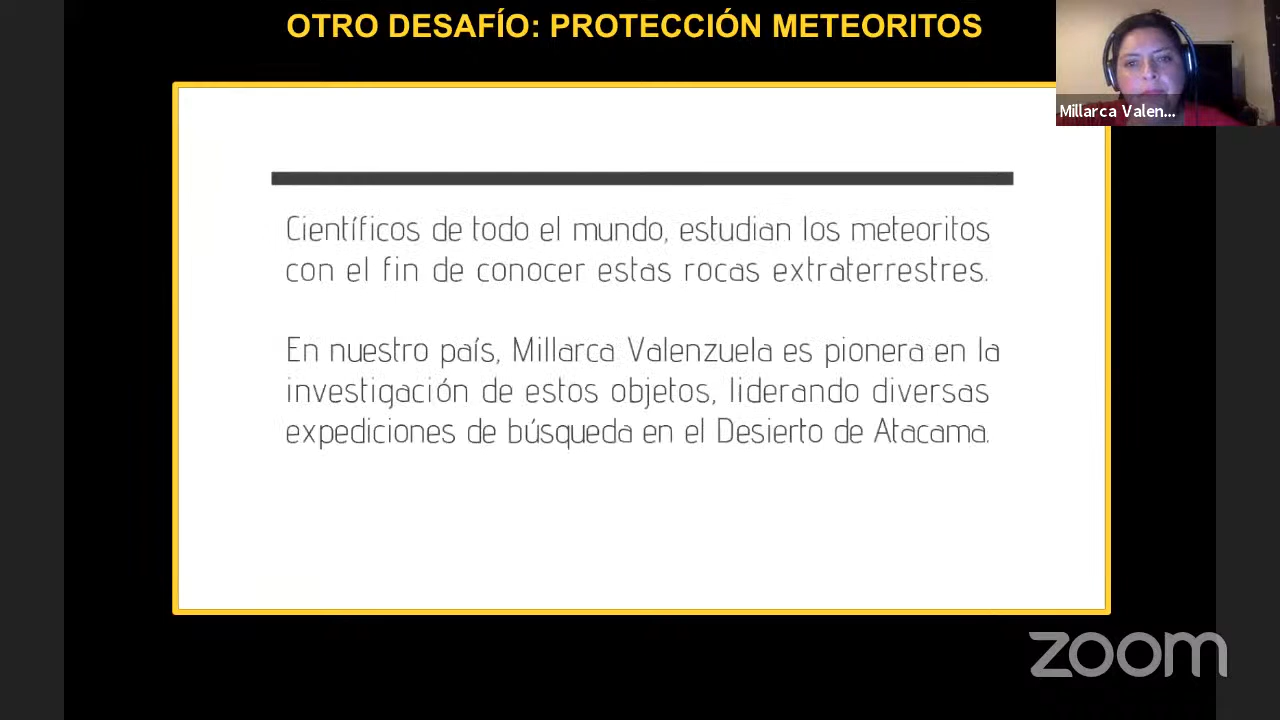 OTRO DESAFÍO: PROTECCIÓN METEORITOS
Millarca Valen...
Científicos de todo el mundo, estudian los meteoritos
con el fin de conocer estas rocas extraterrestres.
En nuestro país, Millarca Valenzuela es pionera en la
investigación de estos objetos, liderando diversas
expediciones de búsqueda en el Desierto de Atacama.
zoom